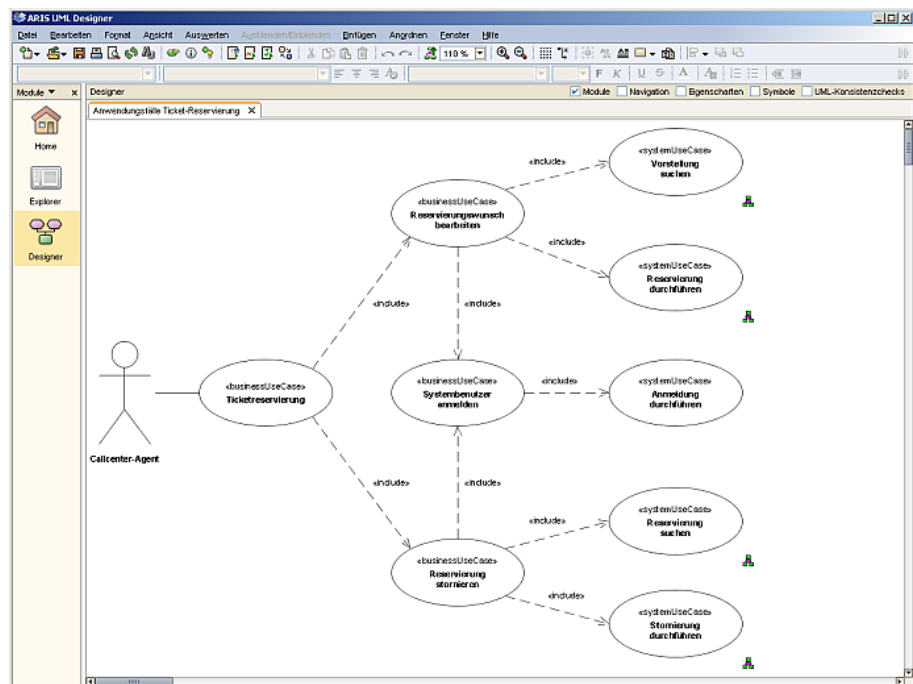 ARIS UML Designer
Datei Bearbeiten Format Ansicht Auswerten Ausblenden/Einblenden Einfügen Anordnen Fenster Hilfe
110 %
F K U S A
Module
Designer
Module Navigation Eigenschaften Symbole UML-Konsistenzchecks
Anwendungsfälle Ticket-Reservierung
Home
Explorer
Designer
«systemUseCase»
Vorstellung
suchen
«include»
«businessUseCase»
Reservierungswunsch
bearbeiten
«include»
«systemUseCase»
Reservierung
durchführen
«include»
«include»
Callcenter-Agent
«businessUseCase»
Ticketreservierung
«businessUseCase»
Systembenutzer
anmelden
«include»
«systemUseCase»
Anmeldung
durchführen
«include»
«include»
«systemUseCase»
Reservierung
suchen
«include»
«businessUseCase»
Reservierung
stornieren
«include»
«systemUseCase»
Stornierung
durchführen